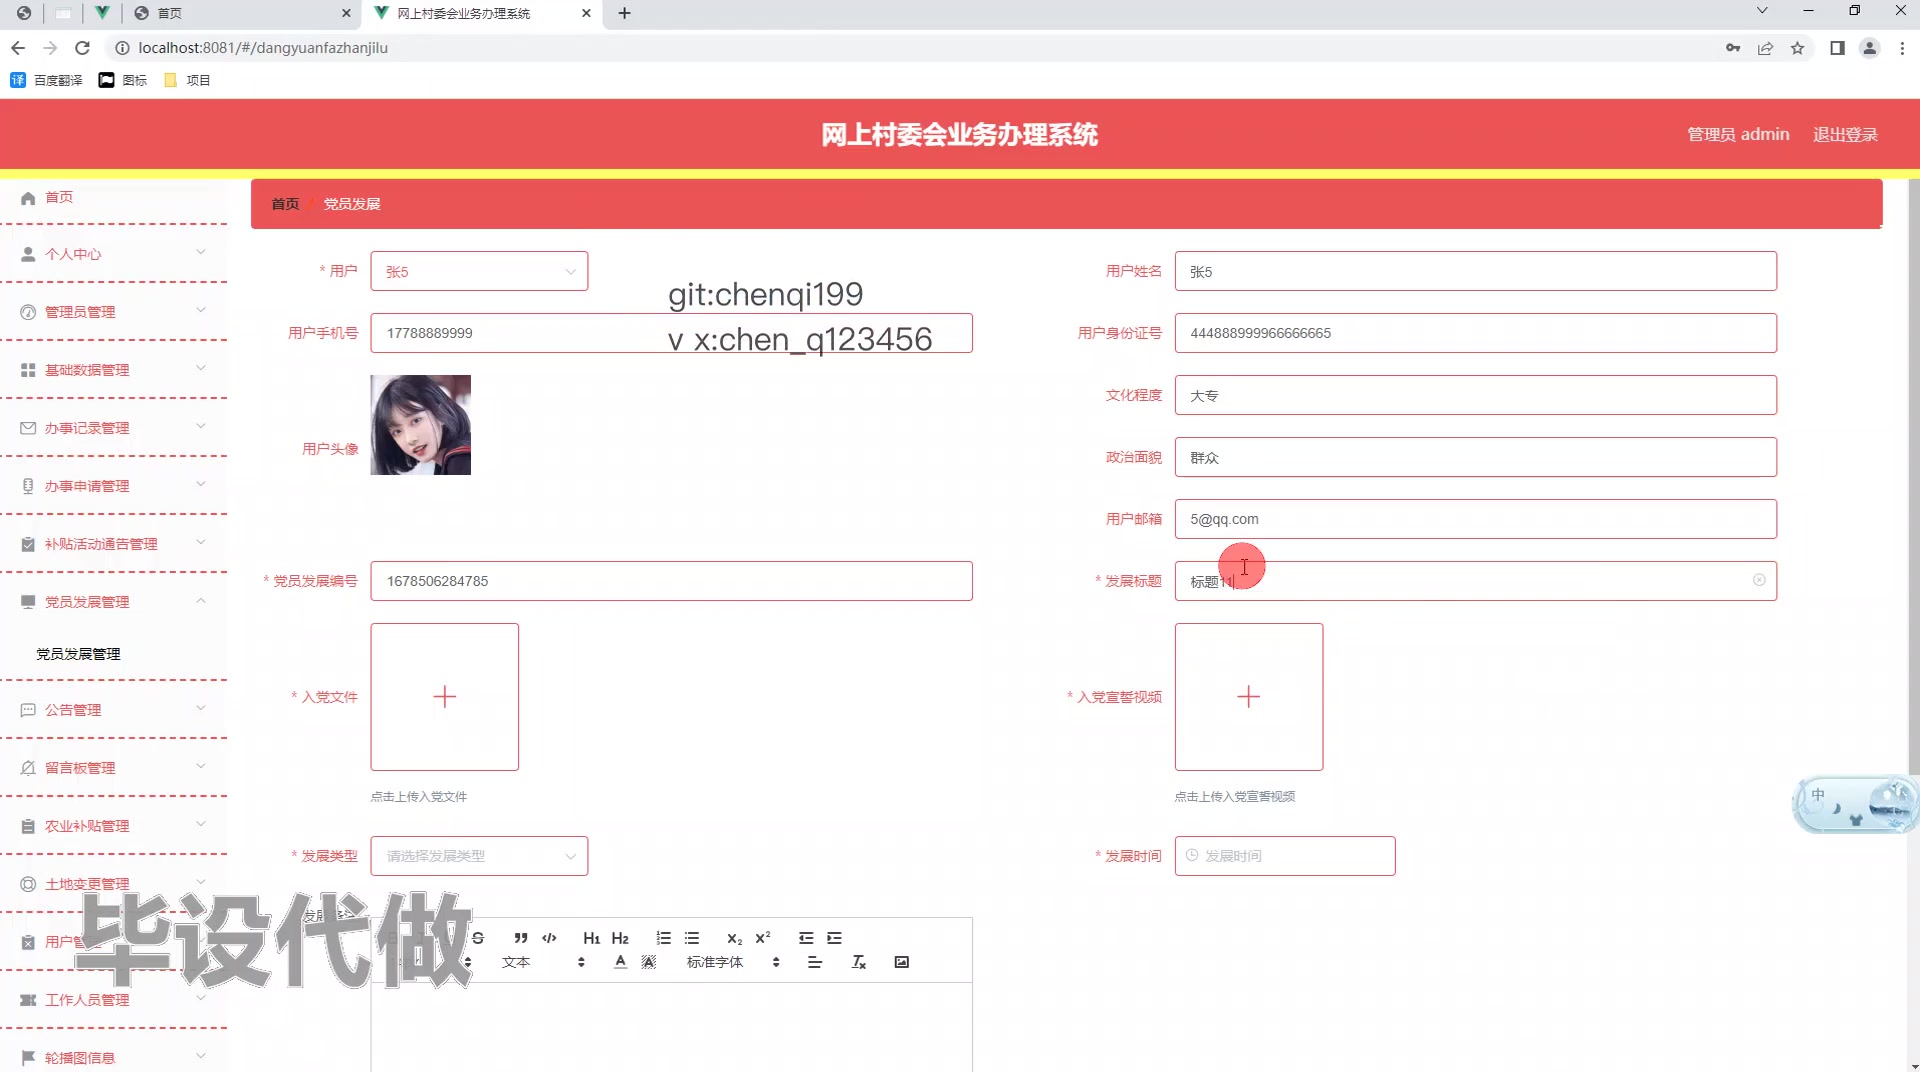 首页
网上村委会业务办理系统
localhost:8081/#/dangyuanfazhanjilu
译 百度翻译 图标 项目
网上村委会业务办理系统
管理员 admin 退出登录
首页
个人中心
管理员管理
基础数据管理
办事记录管理
办事申请管理
补贴活动通告管理
党员发展管理
党员发展管理
公告管理
留言板管理
农业补贴管理
土地变更管理
用户管
工作人员管理
轮播图信息
首页 党员发展
* 用户 张5
用户姓名 张5
git:chenqi199
用户手机号 17788889999
v x:chen_q123456
用户身份证号 444888999966666665
用户头像
文化程度 大专
政治面貌 群众
用户邮箱 5@qq.com
* 党员发展编号 1678506284785
* 发展标题 标题11
* 入党文件
点击上传入党文件
* 入党宣誓视频
点击上传入党宣誓视频
* 发展类型 请选择发展类型
* 发展时间 发展时间
H1 H2 X2 X2
文本 A A 标准字体
毕设代做
中